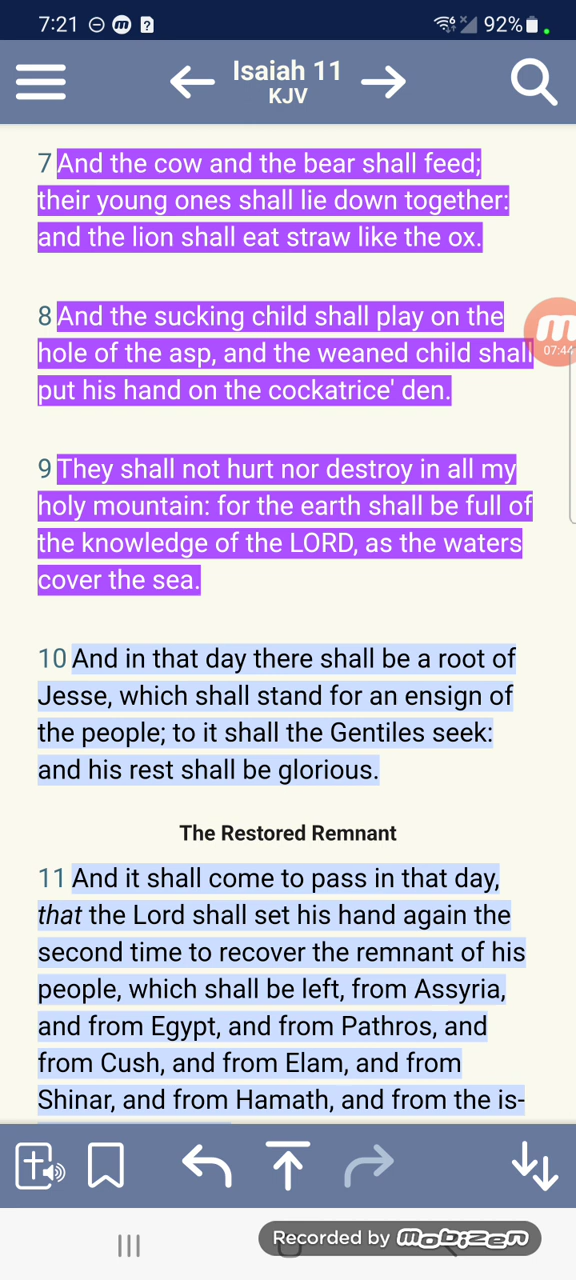 7:21
92%
Isaiah 11
KJV
7 And the cow and the bear shall feed;
their young ones shall lie down together:
and the lion shall eat straw like the ox.
8 And the sucking child shall play on the
hole of the asp, and the weaned child shall
put his hand on the cockatrice' den.
07:44
9 They shall not hurt nor destroy in all my
holy mountain: for the earth shall be full of
the knowledge of the LORD, as the waters
cover the sea.
10 And in that day there shall be a root of
Jesse, which shall stand for an ensign of
the people; to it shall the Gentiles seek:
and his rest shall be glorious.
The Restored Remnant
11 And it shall come to pass in that day,
that the Lord shall set his hand again the
second time to recover the remnant of his
people, which shall be left, from Assyria,
and from Egypt, and from Pathros, and
from Cush, and from Elam, and from
Shinar, and from Hamath, and from the is-
Recorded by Mobizen